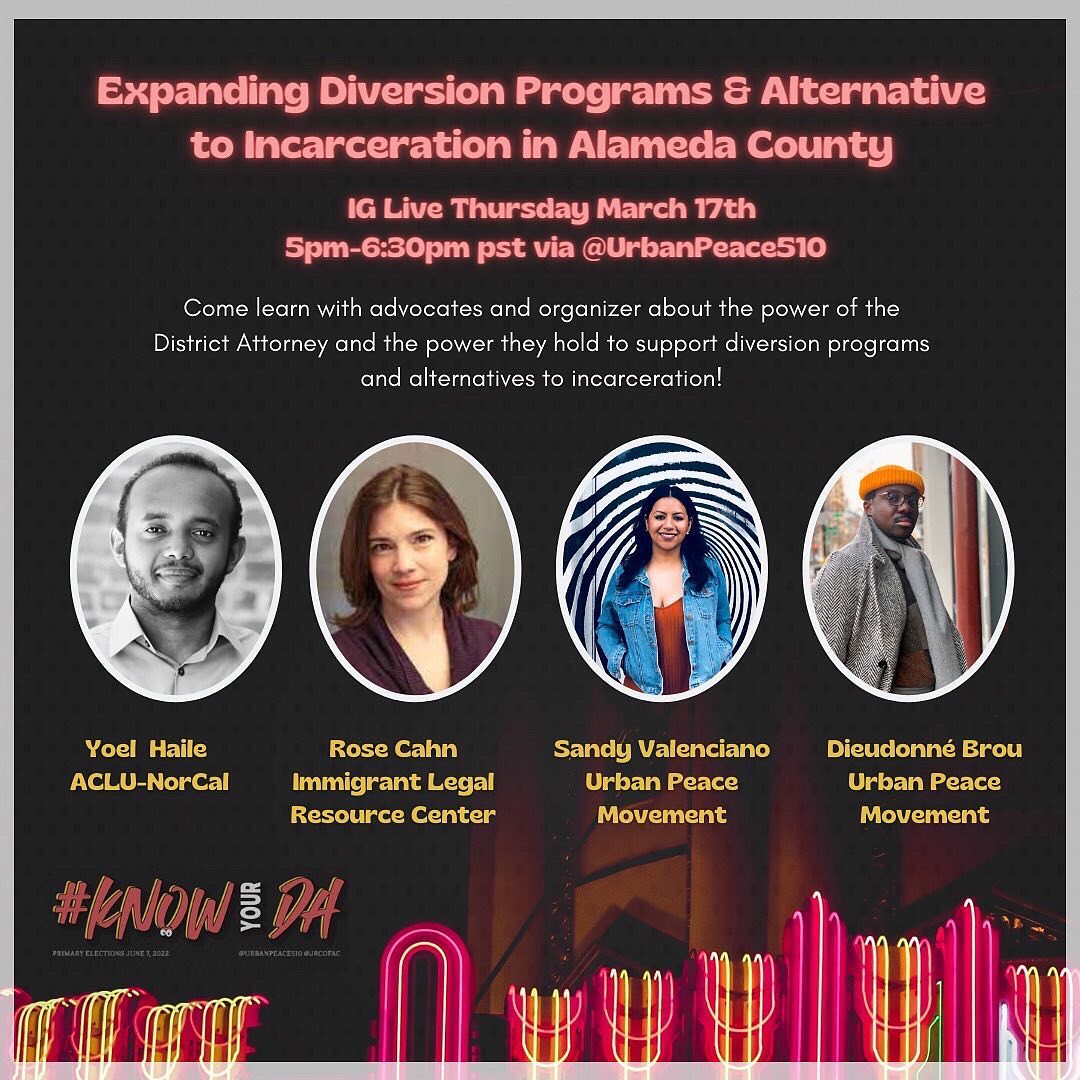 Expanding Diversion Programs & Alternative
to Incarceration in Alameda County
IG Live Thursday March 17th
5pm-6:30pm pst via @UrbanPeace510
Come learn with advocates and organizer about the power of the
District Attorney and the power they hold to support diversion programs
and alternatives to incarceration!
Yoel Haile
ACLU-NorCal
Rose Cahn
Immigrant Legal
Resource Center
Sandy Valenciano
Urban Peace
Movement
Dieudonné Brou
Urban Peace
Movement
#KNOW YOUR DA
PRIMARY ELECTIONS JUNE 7, 2022
@URBANPEACE510 @JRCOFAC